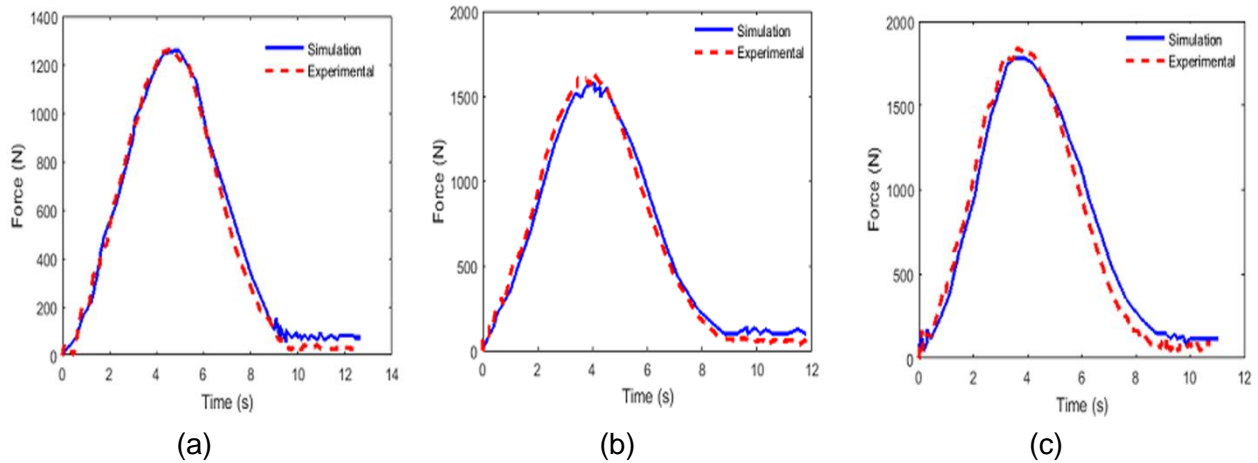 1400
1200
1000
800
600
400
200
0
Force (N)
0 2 4 6 8 10 12 14
Time (s)
Simulation
Experimental
(a)
2000
1500
1000
500
0
Force (N)
0 2 4 6 8 10 12
Time (s)
Simulation
Experimental
(b)
2000
1500
1000
500
0
Force (N)
0 2 4 6 8 10 12
Time (s)
Simulation
Experimental
(c)